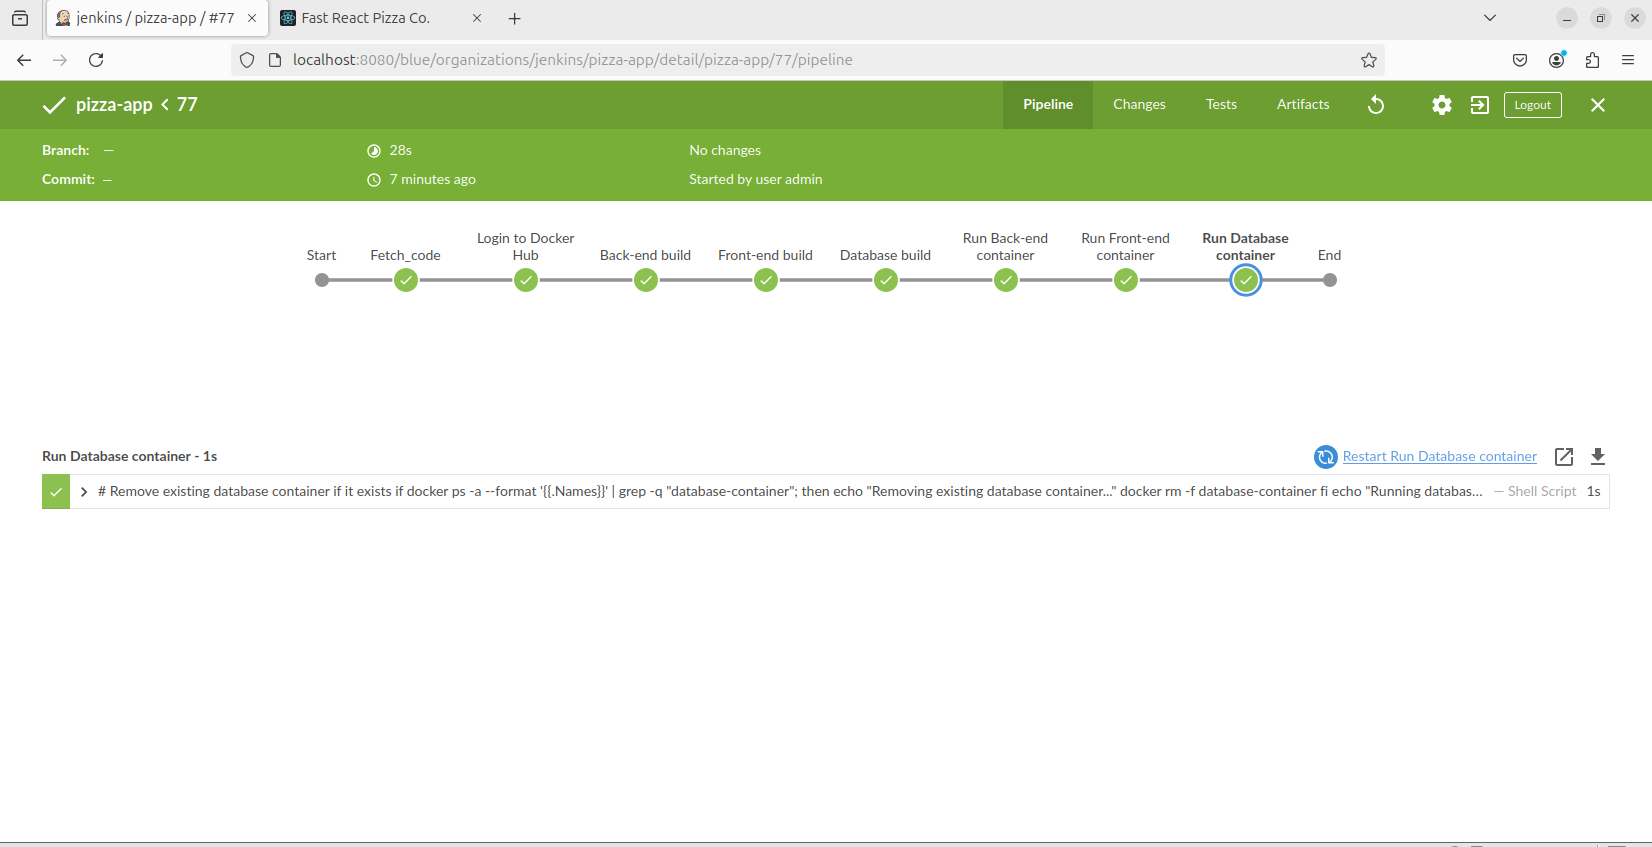 jenkins / pizza-app / #77
Fast React Pizza Co.
localhost:8080/blue/organizations/jenkins/pizza-app/detail/pizza-app/77/pipeline
pizza-app < 77
Pipeline
Changes
Tests
Artifacts
Logout
Branch: —
28s
No changes
Commit: —
7 minutes ago
Started by user admin
Start
Fetch_code
Login to Docker
Hub
Back-end build
Front-end build
Database build
Run Back-end
container
Run Front-end
container
Run Database
container
End
Run Database container - 1s
Restart Run Database container
# Remove existing database container if it exists if docker ps -a --format '{{.Names}}' | grep -q "database-container"; then echo "Removing existing database container..." docker rm -f database-container fi echo "Running databas... — Shell Script 1s